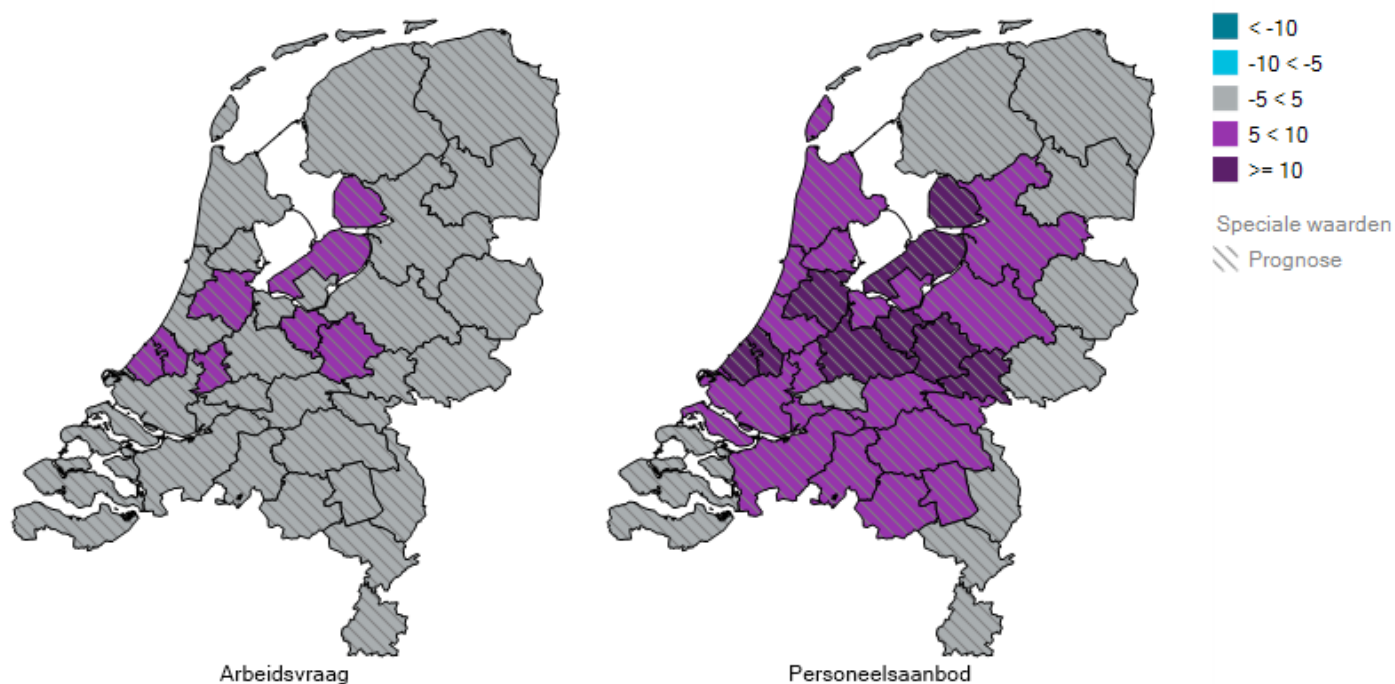 < -10
-10 < -5
-5 < 5
5 < 10
>= 10
Speciale waarden
Prognose
Arbeidsvraag
Personeelsaanbod